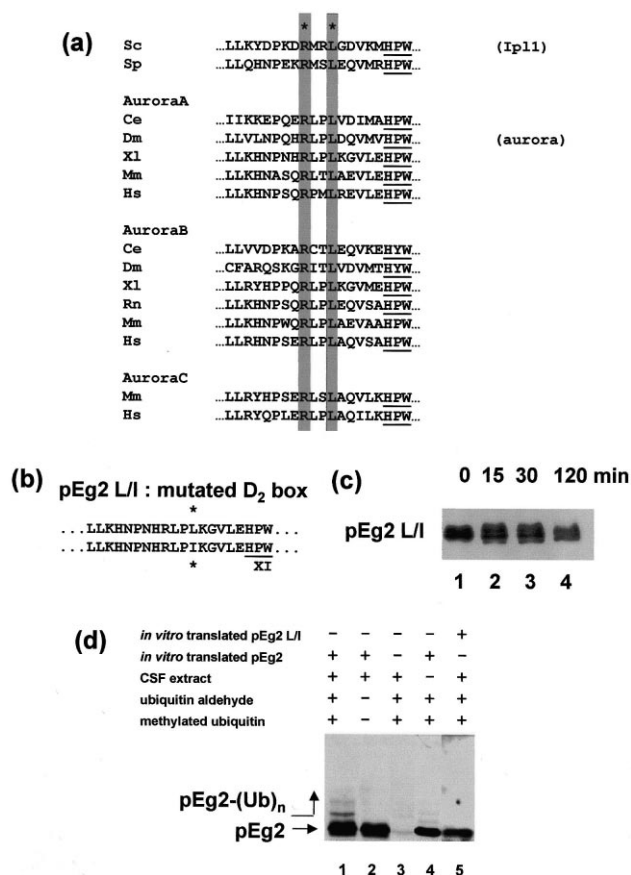 (a)
* *
Sc ...LLKYDPKDRMRLGDVKMHPW... (Ipl1)
Sp ...LLQHNPEKRMSLEQVMRHPW...
AuroraA
Ce ...IIKKEPQERLPLVDIMAHPW...
Dm ...LLVLNPQHRLPLDQVMVHPW... (aurora)
Xl ...LLKHNPNHRLPLKGVLEHPW...
Mm ...LLKHNASQRLTLAEVLEHPW...
Hs ...LLKHNPSQRPMLREVLEHPW...
AuroraB
Ce ...LLVVDPKARCTLEQVKEHYW...
Dm ...CFARQSKGRITLVDVMTHYW...
Xl ...LLRYHPPQRLPLKGVMEHPW...
Rn ...LLKHNPSQRLPLEQVSAHPW...
Mm ...LLKHNPWQRLPLAEVAAHPW...
Hs ...LLRHNPSERLPLAQVSAHPW...
AuroraC
Mm ...LLRYHPSERLSLAQVLKHPW...
Hs ...LLRYQPLERLPLAQILKHPW...
(b)
pEg2 L/I : mutated D2 box
*
...LLKHNPNHRLPLKGVLEHPW...
...LLKHNPNHRLPIKGVLEHPW...
* XI
(c)
0 15 30 120 min
pEg2 L/I
1 2 3 4
(d)
in vitro translated pEg2 L/I − − − − +
in vitro translated pEg2 + + − + −
CSF extract + + + − +
ubiquitin aldehyde + − + + +
methylated ubiquitin + − + + +
pEg2-(Ub)n
pEg2
1 2 3 4 5